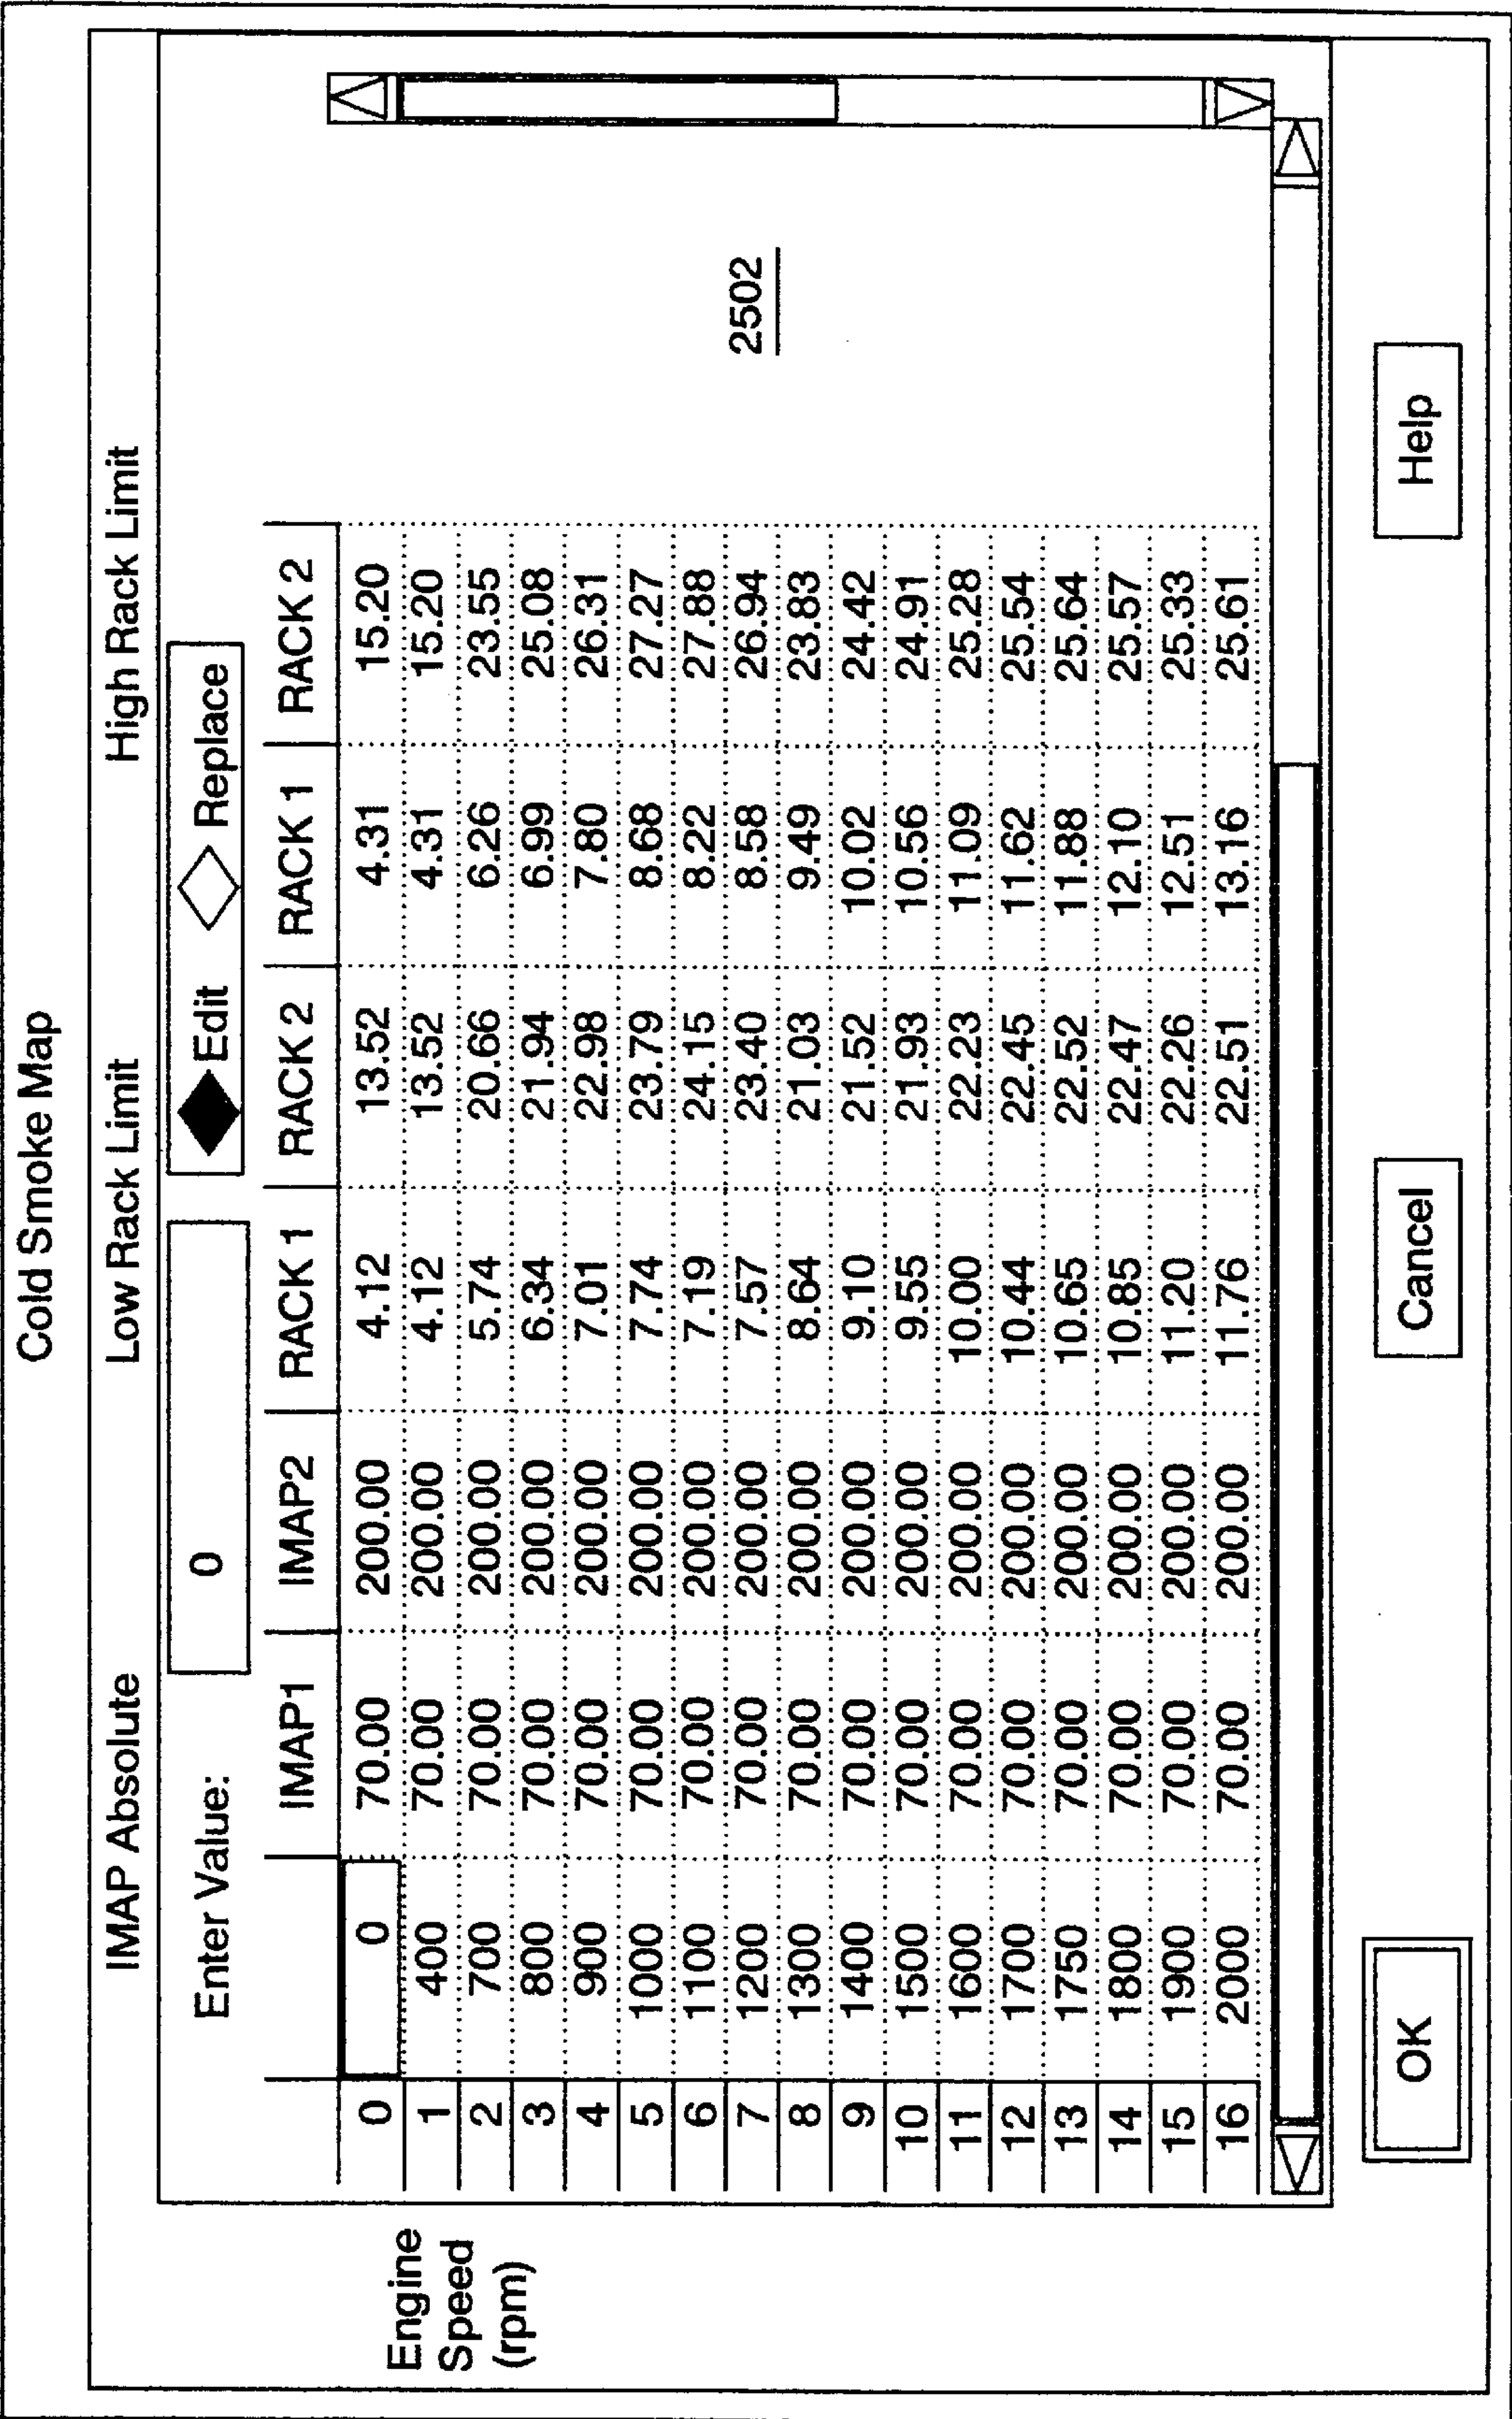 Cold Smoke Map
IMAP Absolute Low Rack Limit High Rack Limit
Enter Value: 0 Edit Replace
IMAP1 IMAP2 RACK 1 RACK 2 RACK 1 RACK 2
Engine
Speed
(rpm)
0 0 70.00 200.00 4.12 13.52 4.31 15.20
1 400 70.00 200.00 4.12 13.52 4.31 15.20
2 700 70.00 200.00 5.74 20.66 6.26 23.55
3 800 70.00 200.00 6.34 21.94 6.99 25.08
4 900 70.00 200.00 7.01 22.98 7.80 26.31
5 1000 70.00 200.00 7.74 23.79 8.68 27.27
6 1100 70.00 200.00 7.19 24.15 8.22 27.88
7 1200 70.00 200.00 7.57 23.40 8.58 26.94
8 1300 70.00 200.00 8.64 21.03 9.49 23.83
9 1400 70.00 200.00 9.10 21.52 10.02 24.42
10 1500 70.00 200.00 9.55 21.93 10.56 24.91
11 1600 70.00 200.00 10.00 22.23 11.09 25.28
12 1700 70.00 200.00 10.44 22.45 11.62 25.54
13 1750 70.00 200.00 10.65 22.52 11.88 25.64
14 1800 70.00 200.00 10.85 22.47 12.10 25.57
15 1900 70.00 200.00 11.20 22.26 12.51 25.33
16 2000 70.00 200.00 11.76 22.51 13.16 25.61
2502
OK Cancel Help